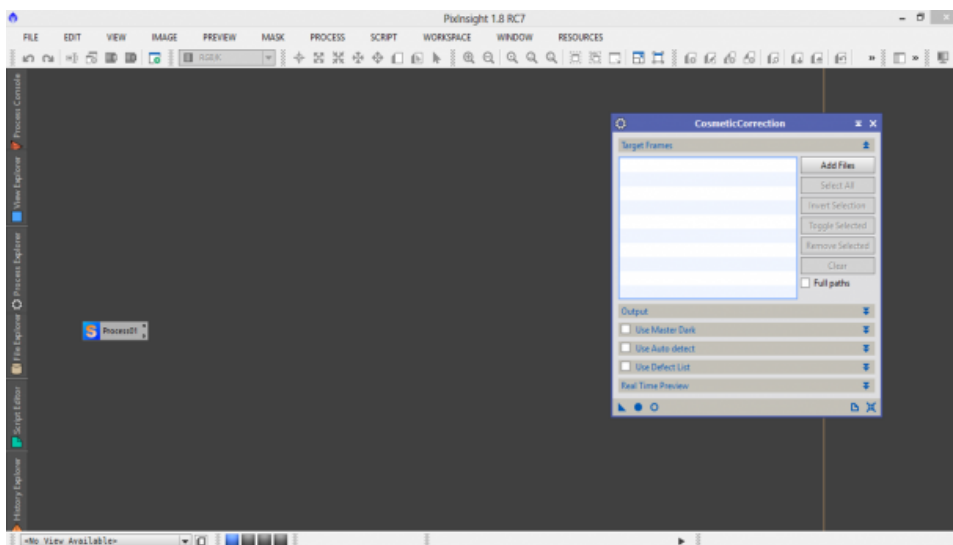 PixInsight 1.8 RC7
FILE EDIT VIEW IMAGE PREVIEW MASK PROCESS SCRIPT WORKSPACE WINDOW RESOURCES
Process Console
View Explorer
Process Explorer
File Explorer
Script Editor
History Explorer
Process01
CosmeticCorrection
Target Frames
Add Files
Select All
Invert Selection
Toggle Selected
Remove Selected
Clear
Full paths
Output
Use Master Dark
Use Auto detect
Use Defect List
Real Time Preview
<No View Available>